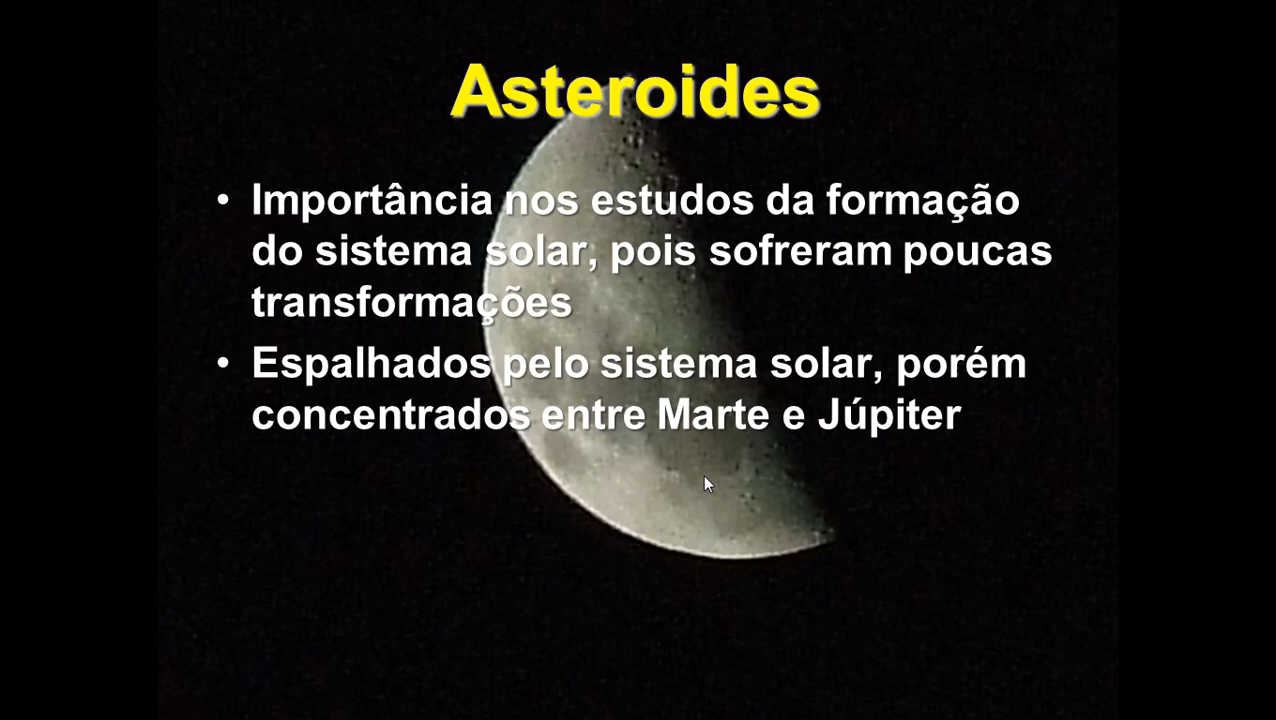 Asteroides
• Importância nos estudos da formação
do sistema solar, pois sofreram poucas
transformações
• Espalhados pelo sistema solar, porém
concentrados entre Marte e Júpiter